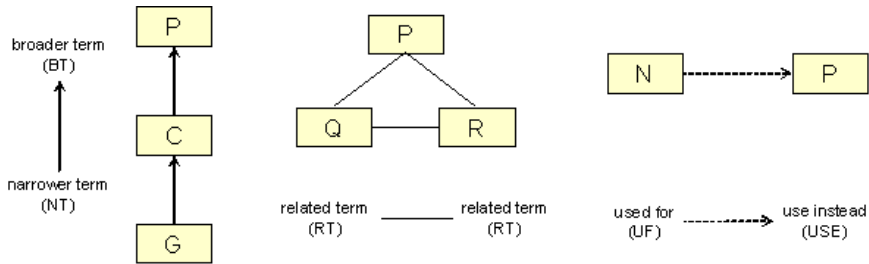 P
broader term
(BT)
C
narrower term
(NT)
G
P
Q
R
related term
(RT)
related term
(RT)
N
P
used for
(UF)
use instead
(USE)